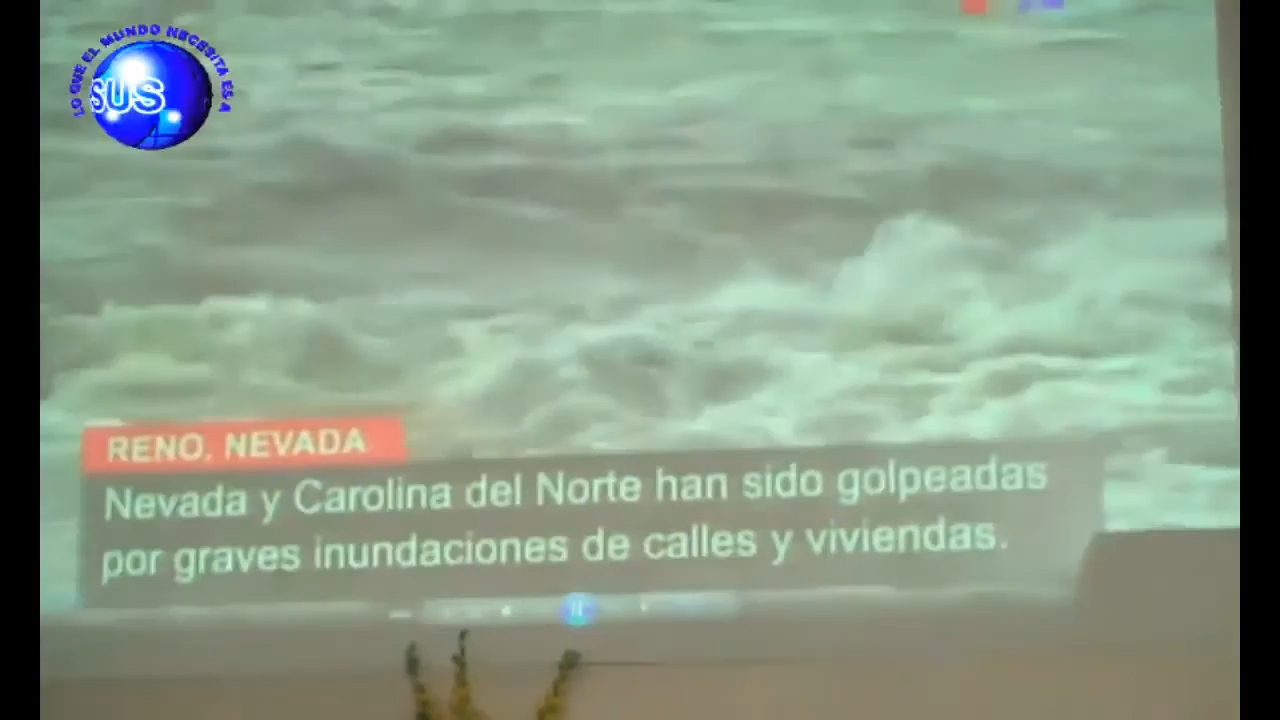 LO QUE EL MUNDO NECESITA ES A
SUS
RENO, NEVADA
Nevada y Carolina del Norte han sido golpeadas
por graves inundaciones de calles y viviendas.